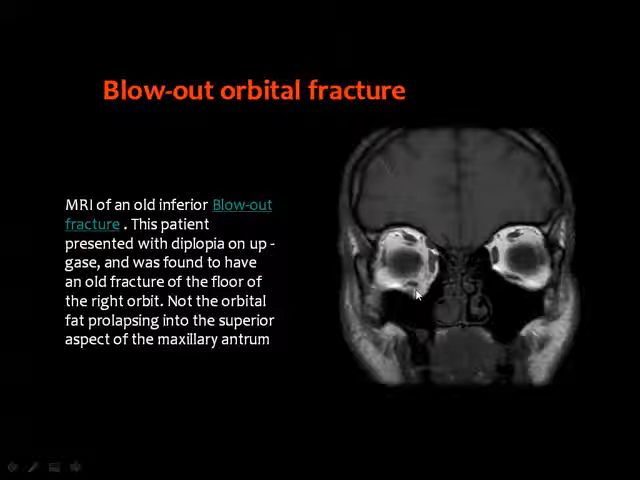 Blow-out orbital fracture
MRI of an old inferior Blow-out
fracture . This patient
presented with diplopia on up -
gase, and was found to have
an old fracture of the floor of
the right orbit. Not the orbital
fat prolapsing into the superior
aspect of the maxillary antrum